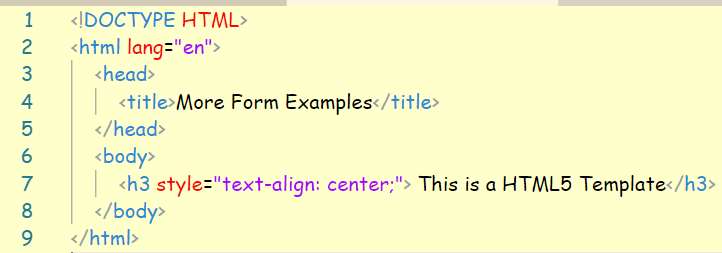 1 <!DOCTYPE HTML>
2 <html lang="en">
3 <head>
4 <title>More Form Examples</title>
5 </head>
6 <body>
7 <h3 style="text-align: center;"> This is a HTML5 Template</h3>
8 </body>
9 </html>